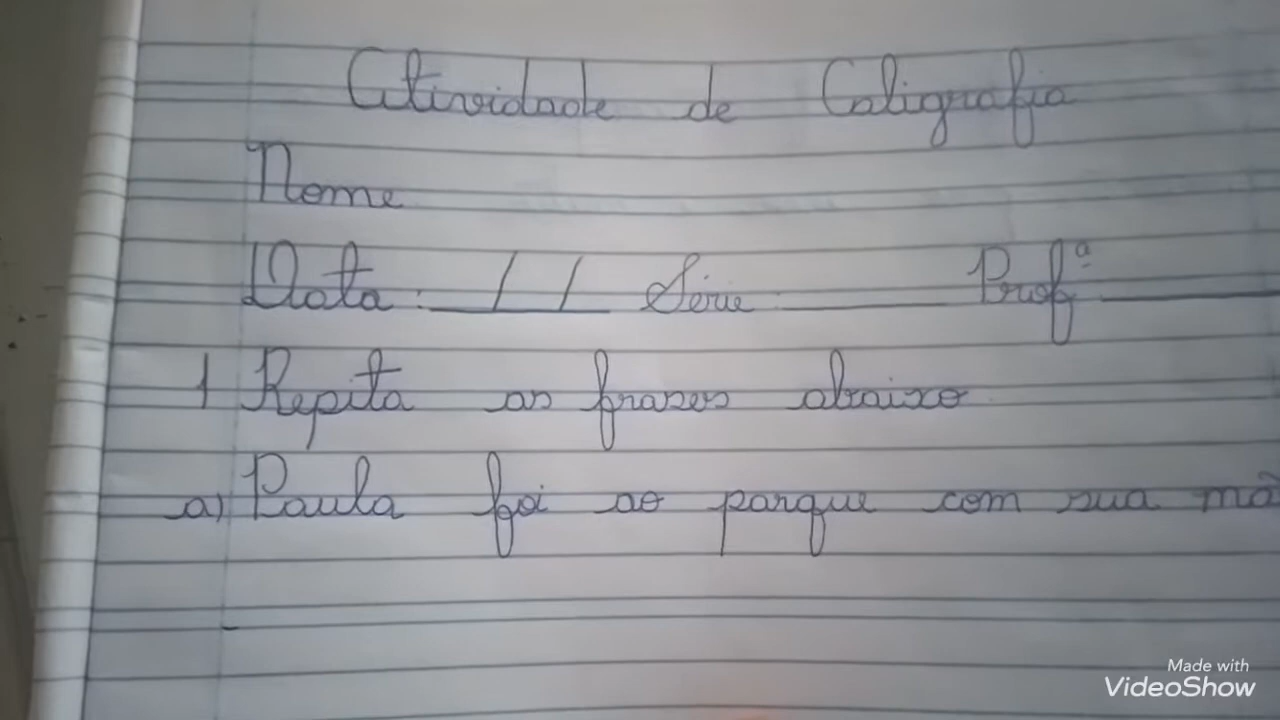 Atividade de Caligrafia
Nome
Data: / / Série Profª
1 Repita as frases abaixo
a) Paula foi ao parque com sua mã
Made with
VideoShow